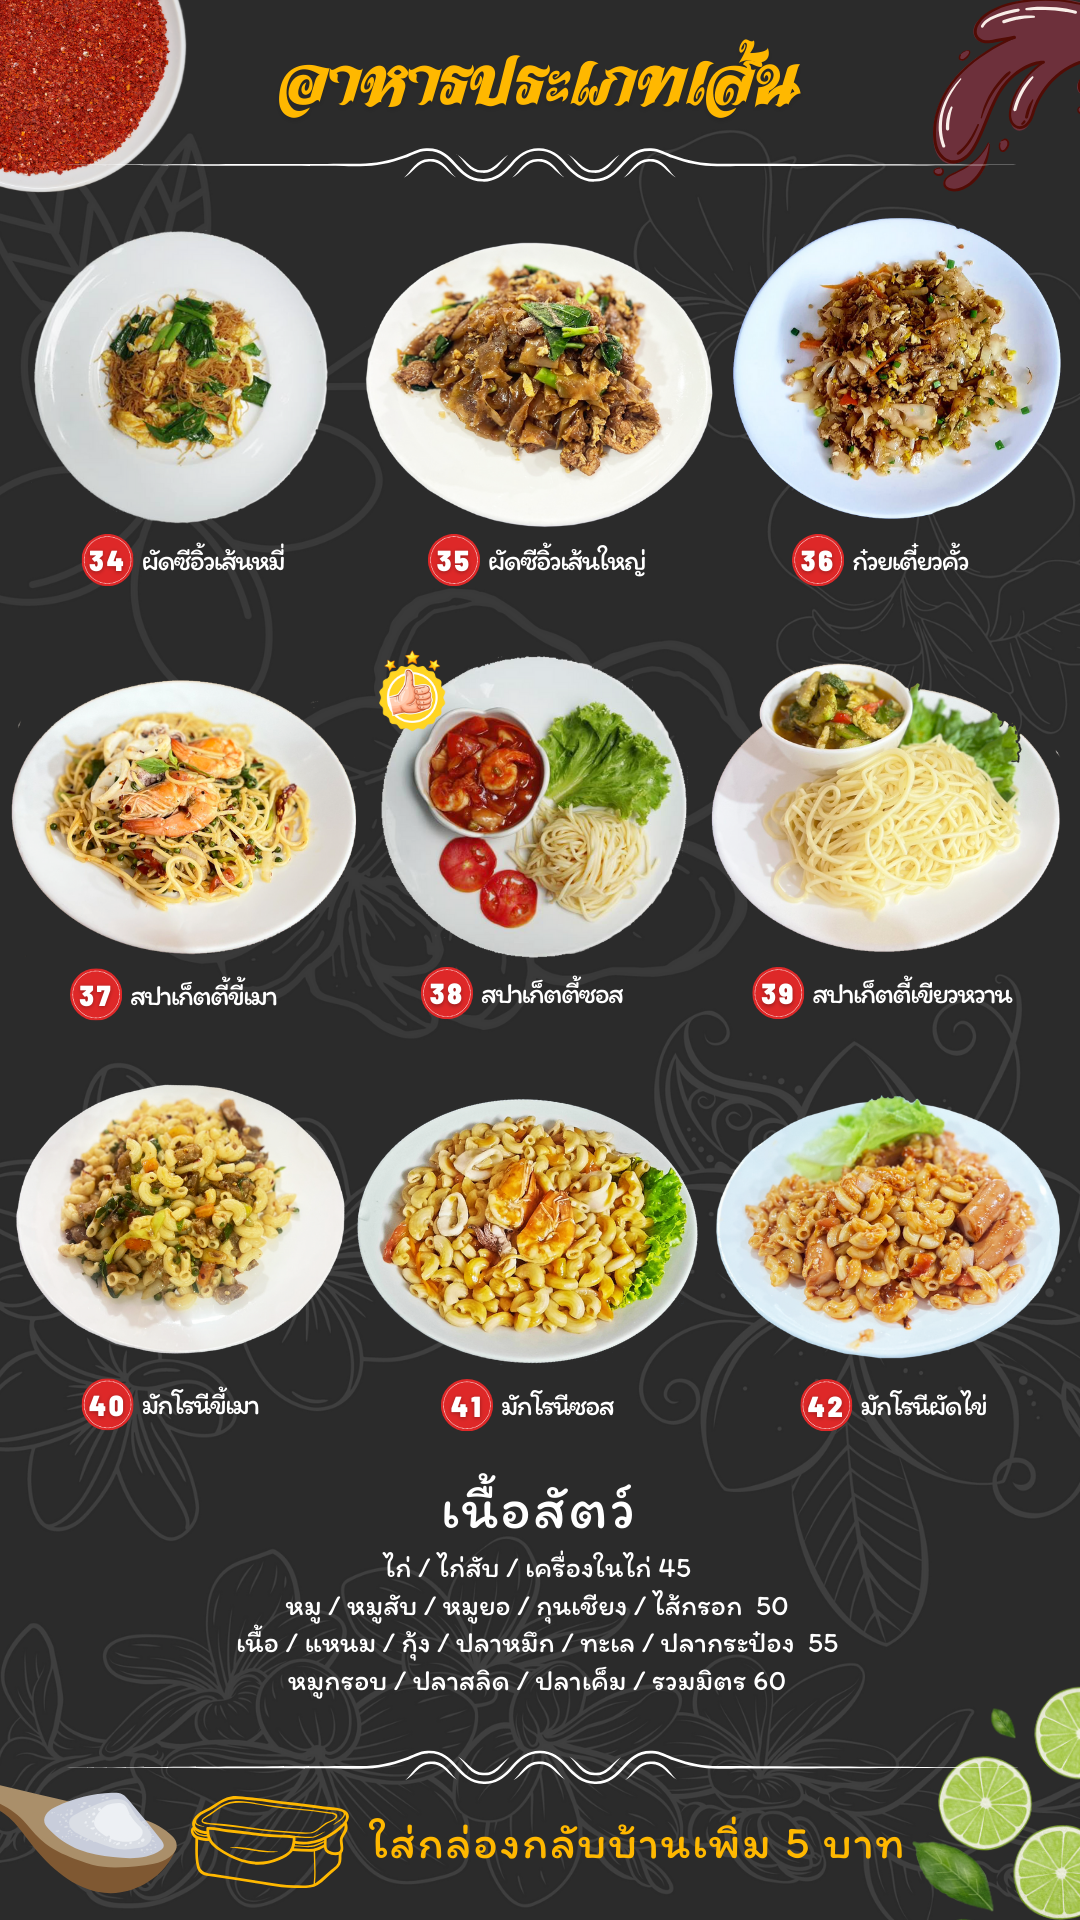 อาหารประเภทเส้น
34 ผัดซีอิ้วเส้นหมี่
35 ผัดซีอิ้วเส้นใหญ่
36 ก๋วยเตี๋ยวคั้ว
37 สปาเก็ตตี้ขี้เมา
38 สปาเก็ตตี้ซอส
39 สปาเก็ตตี้เขียวหวาน
40 มักโรนีขี้เมา
41 มักโรนีซอส
42 มักโรนีผัดไข่
เนื้อสัตว์
ไก่ / ไก่สับ / เครื่องในไก่ 45
หมู / หมูสับ / หมูยอ / กุนเชียง / ไส้กรอก 50
เนื้อ / แหนม / กุ้ง / ปลาหมึก / ทะเล / ปลากระป๋อง 55
หมูกรอบ / ปลาสลิด / ปลาเค็ม / รวมมิตร 60
ใส่กล่องกลับบ้านเพิ่ม 5 บาท